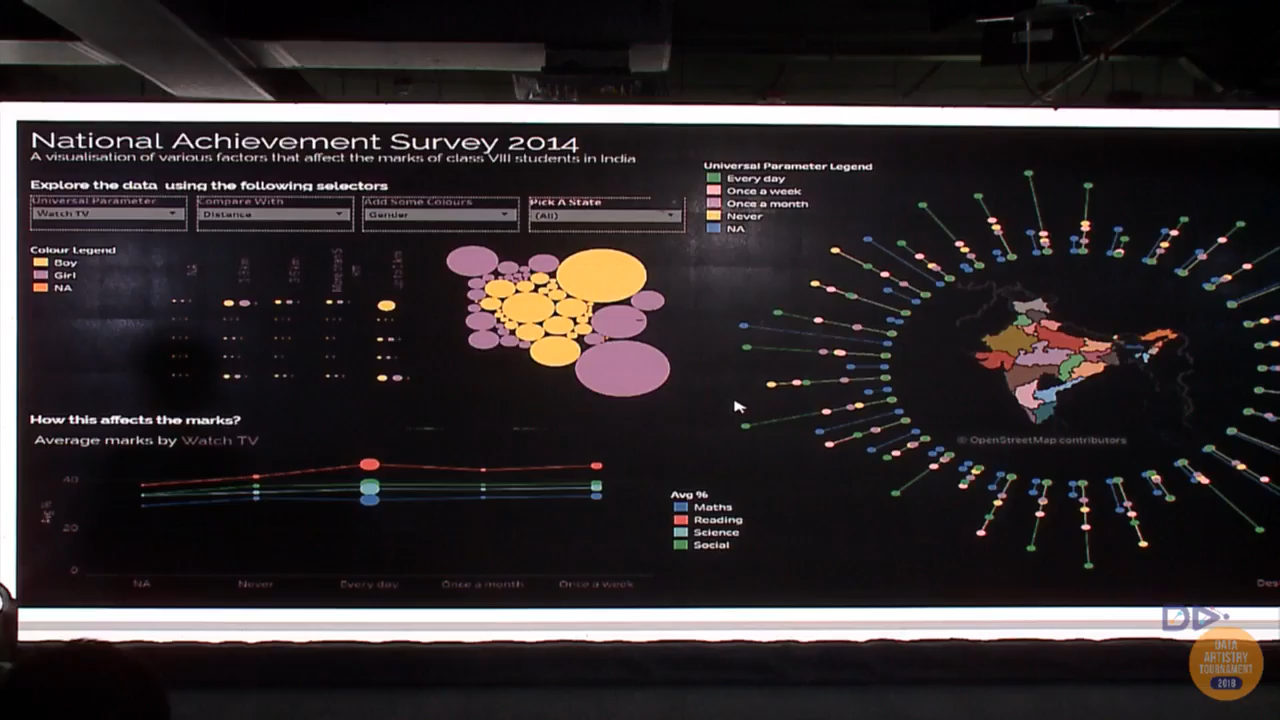 National Achievement Survey 2014
A visualisation of various factors that affect the marks of class VIII students in India
Explore the data using the following selectors
Universal Parameter
Watch TV
Compare With
Distance
Add Some Colours
Gender
Pick A State
(All)
Colour Legend
Boy
Girl
NA
NA
Universal Parameter Legend
Every day
Once a week
Once a month
Never
NA
© OpenStreetMap contributors
How this affects the marks?
Average marks by Watch TV
Avg %
40
20
0
NA
Never
Every day
Once a month
Once a week
Avg %
Maths
Reading
Science
Social
Des
DATA
ARTISTRY
TOURNAMENT
2018